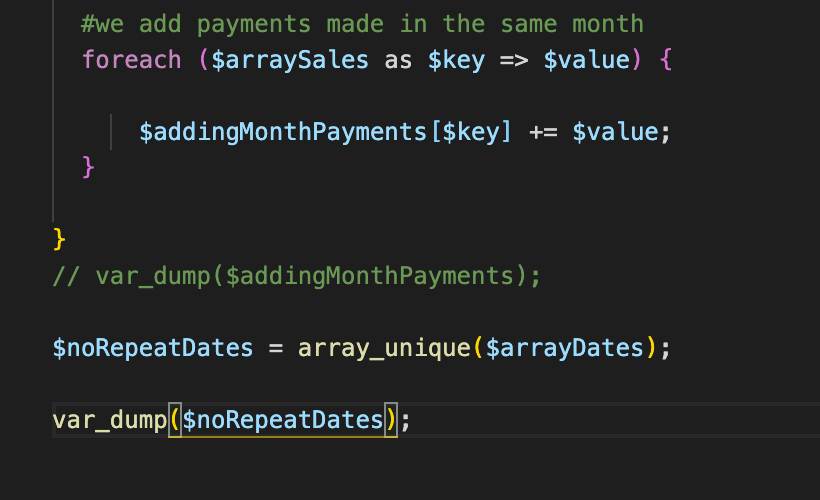 #we add payments made in the same month
foreach ($arraySales as $key => $value) {
$addingMonthPayments[$key] += $value;
}
}
// var_dump($addingMonthPayments);
$noRepeatDates = array_unique($arrayDates);
var_dump($noRepeatDates);